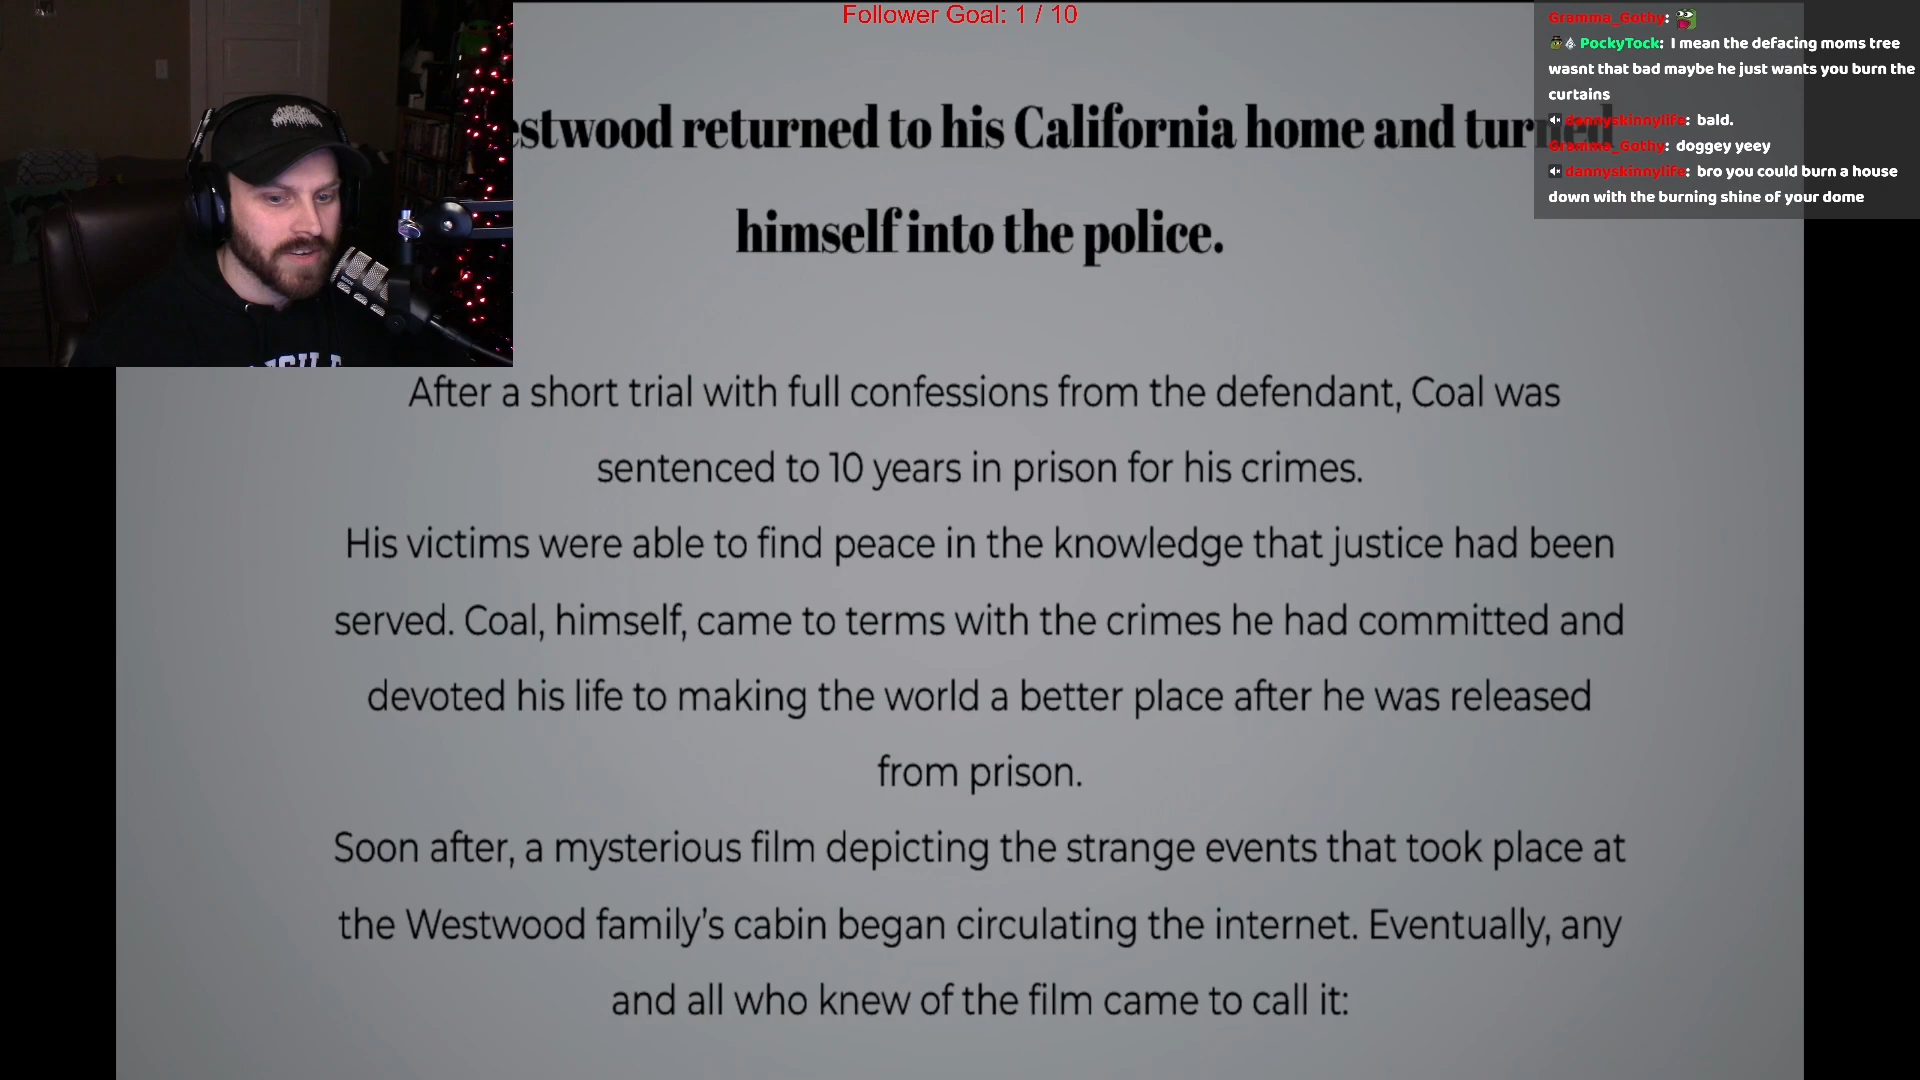 Follower Goal: 1 / 10
Gramma_Gothy:
PockyTock: I mean the defacing moms tree
wasnt that bad maybe he just wants you burn the
curtains
dannyskinnylife: bald.
Gramma_Gothy: doggey yeey
dannyskinnylife: bro you could burn a house
down with the burning shine of your dome
estwood returned to his California home and turned
himself into the police.
After a short trial with full confessions from the defendant, Coal was
sentenced to 10 years in prison for his crimes.
His victims were able to find peace in the knowledge that justice had been
served. Coal, himself, came to terms with the crimes he had committed and
devoted his life to making the world a better place after he was released
from prison.
Soon after, a mysterious film depicting the strange events that took place at
the Westwood family's cabin began circulating the internet. Eventually, any
and all who knew of the film came to call it: